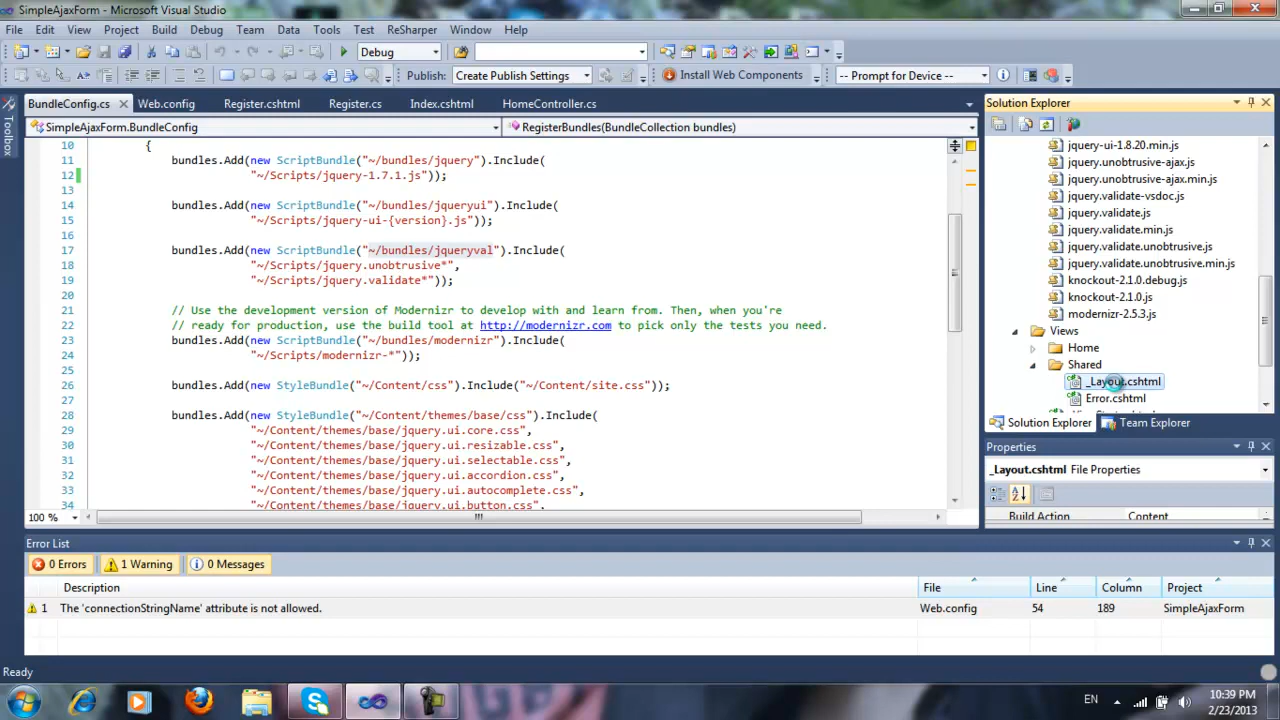 SimpleAjaxForm - Microsoft Visual Studio
File Edit View Project Build Debug Team Data Tools Test ReSharper Window Help
Debug
Publish: Create Publish Settings Install Web Components -- Prompt for Device --
Toolbox
BundleConfig.cs Web.config Register.cshtml Register.cs Index.cshtml HomeController.cs
SimpleAjaxForm.BundleConfig RegisterBundles(BundleCollection bundles)
10 {
11 bundles.Add(new ScriptBundle("~/bundles/jquery").Include(
12 "~/Scripts/jquery-1.7.1.js"));
13
14 bundles.Add(new ScriptBundle("~/bundles/jqueryui").Include(
15 "~/Scripts/jquery-ui-{version}.js"));
16
17 bundles.Add(new ScriptBundle("~/bundles/jqueryval").Include(
18 "~/Scripts/jquery.unobtrusive*",
19 "~/Scripts/jquery.validate*"));
20
21 // Use the development version of Modernizr to develop with and learn from. Then, when you're
22 // ready for production, use the build tool at http://modernizr.com to pick only the tests you need.
23 bundles.Add(new ScriptBundle("~/bundles/modernizr").Include(
24 "~/Scripts/modernizr-*"));
25
26 bundles.Add(new StyleBundle("~/Content/css").Include("~/Content/site.css"));
27
28 bundles.Add(new StyleBundle("~/Content/themes/base/css").Include(
29 "~/Content/themes/base/jquery.ui.core.css",
30 "~/Content/themes/base/jquery.ui.resizable.css",
31 "~/Content/themes/base/jquery.ui.selectable.css",
32 "~/Content/themes/base/jquery.ui.accordion.css",
33 "~/Content/themes/base/jquery.ui.autocomplete.css",
34 "~/Content/themes/base/jquery.ui.button.css",
100 %
Solution Explorer
jquery-ui-1.8.20.min.js
jquery.unobtrusive-ajax.js
jquery.unobtrusive-ajax.min.js
jquery.validate-vsdoc.js
jquery.validate.js
jquery.validate.min.js
jquery.validate.unobtrusive.js
jquery.validate.unobtrusive.min.js
knockout-2.1.0.debug.js
knockout-2.1.0.js
modernizr-2.5.3.js
Views
Home
Shared
_Layout.cshtml
Error.cshtml
Solution Explorer Team Explorer
Properties
_Layout.cshtml File Properties
Build Action Content
Error List
0 Errors 1 Warning 0 Messages
Description File Line Column Project
1 The 'connectionStringName' attribute is not allowed. Web.config 54 189 SimpleAjaxForm
Ready
EN 10:39 PM
2/23/2013